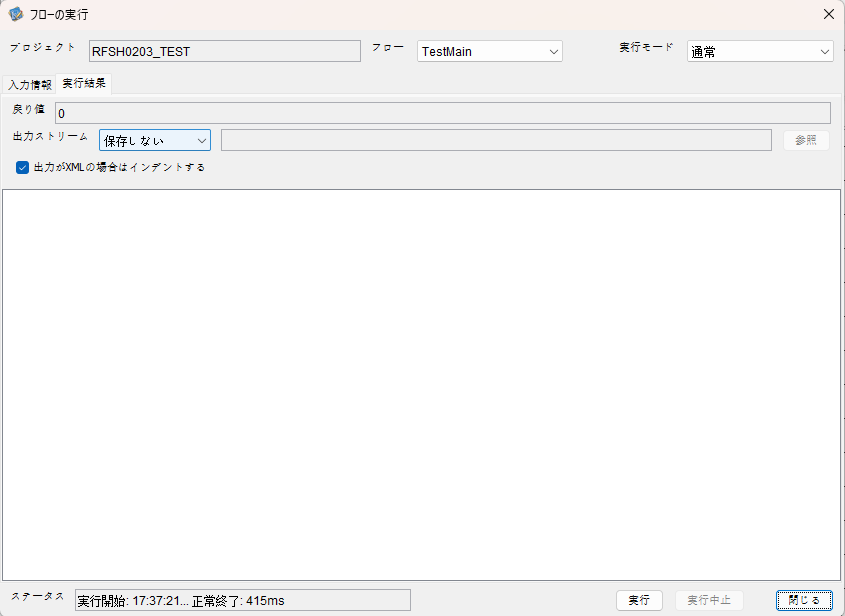 フローの実行
プロジェクト RFSH0203_TEST フロー TestMain 実行モード 通常
入力情報 実行結果
戻り値 0
出力ストリーム 保存しない 参照
出力がXMLの場合はインデントする
ステータス 実行開始: 17:37:21... 正常終了: 415ms 実行 実行中止 閉じる